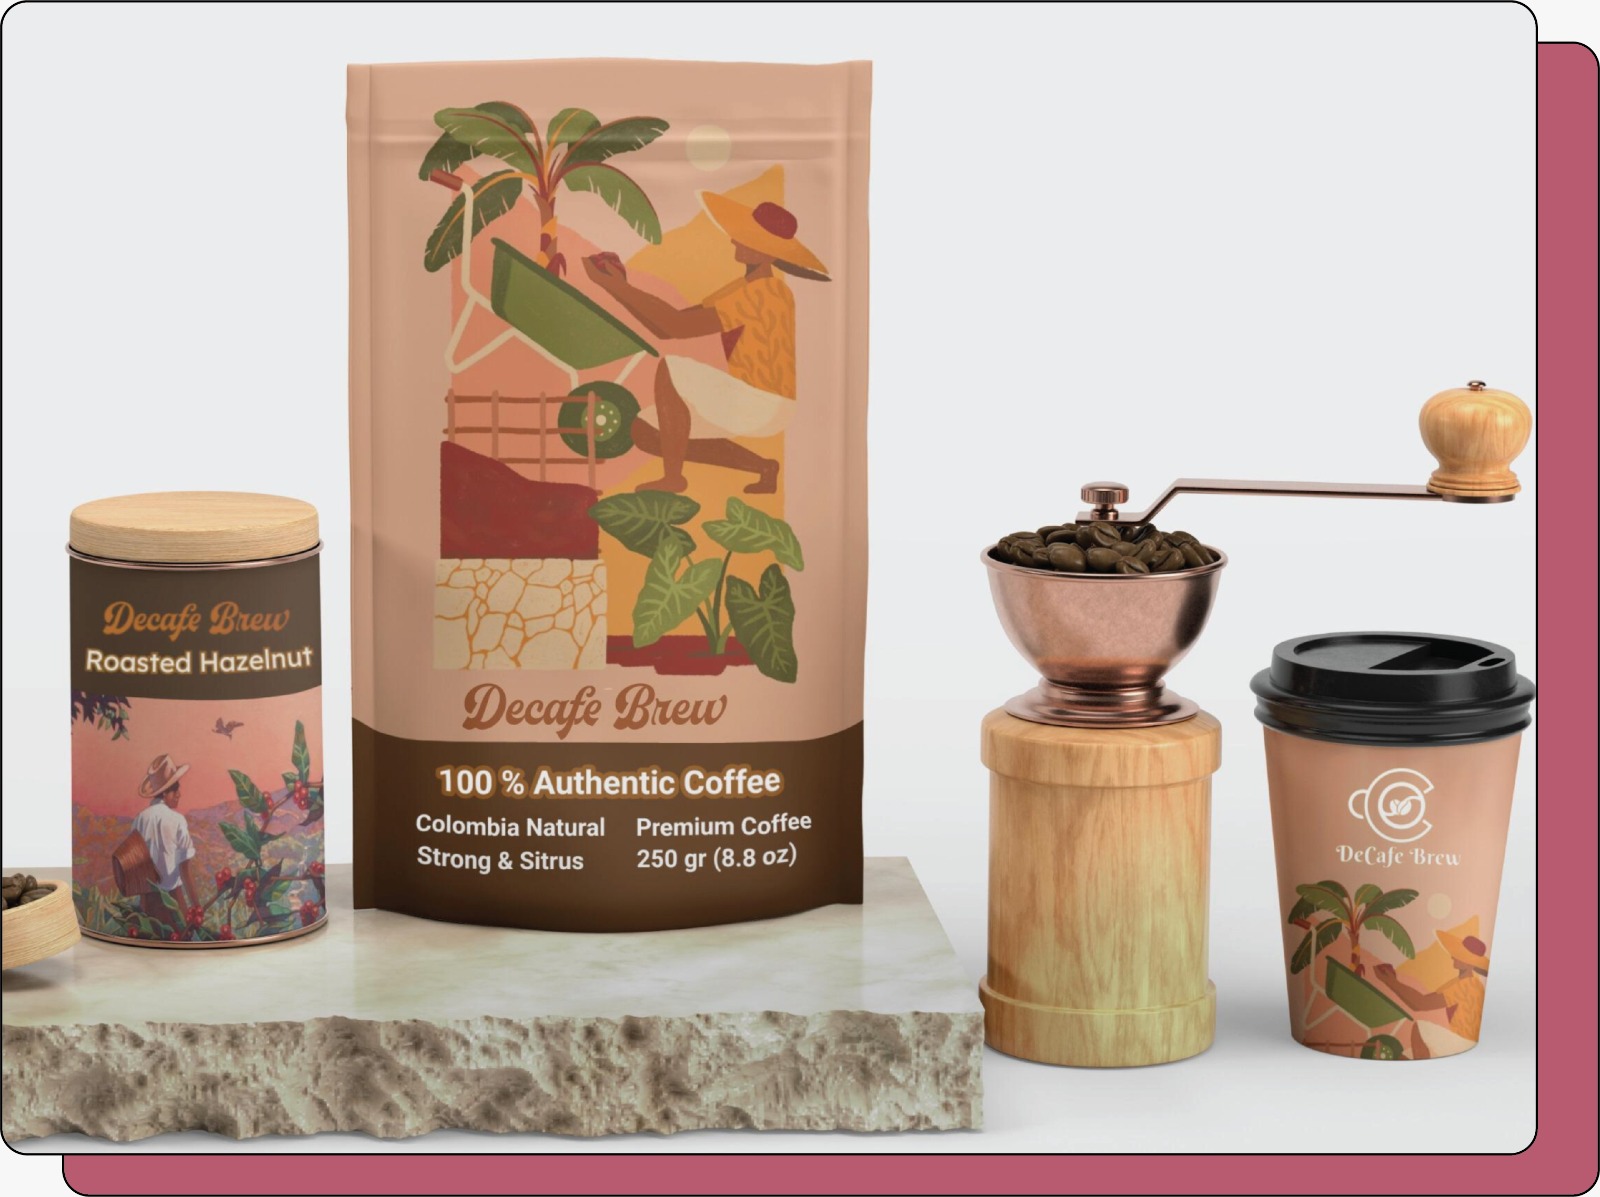 Decafe Brew
Roasted Hazelnut
Decafe Brew
100 % Authentic Coffee
Colombia Natural
Strong & Sitrus
Premium Coffee
250 gr (8.8 oz)
DeCafe Brew